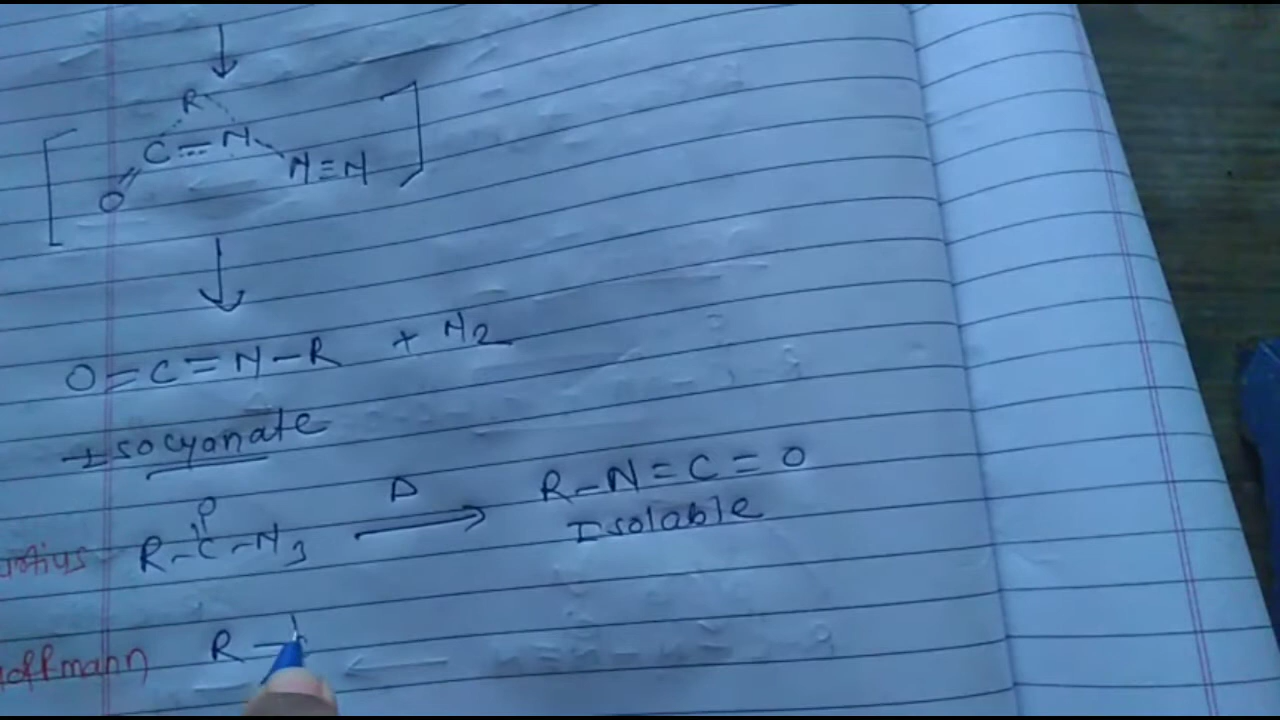 R
C = N
O N≡N
O=C=N-R + N2
Isocyanate
O
R-C-N3 Δ R-N=C=O
Isolable
R-